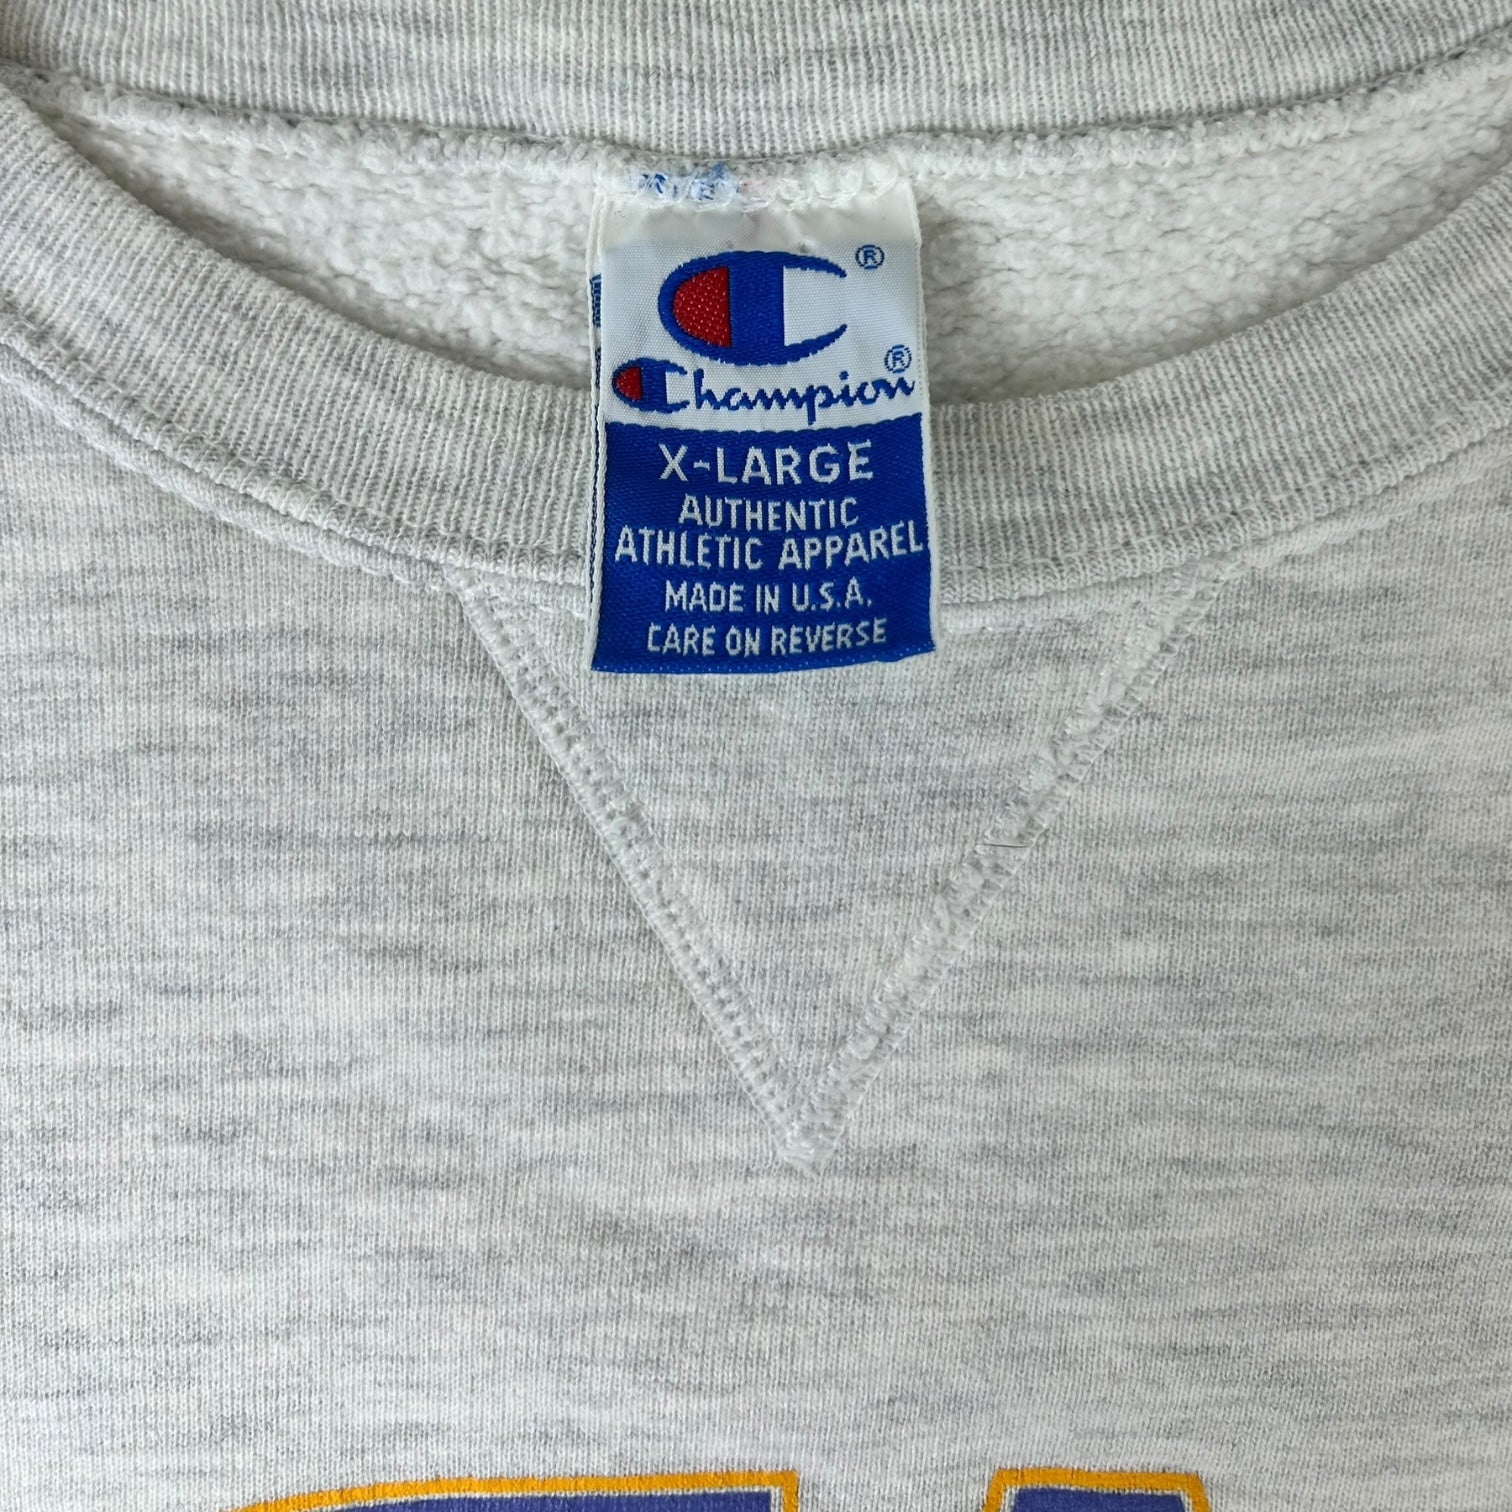 ®
Champion®
X-LARGE
AUTHENTIC
ATHLETIC APPAREL
MADE IN U.S.A.
CARE ON REVERSE